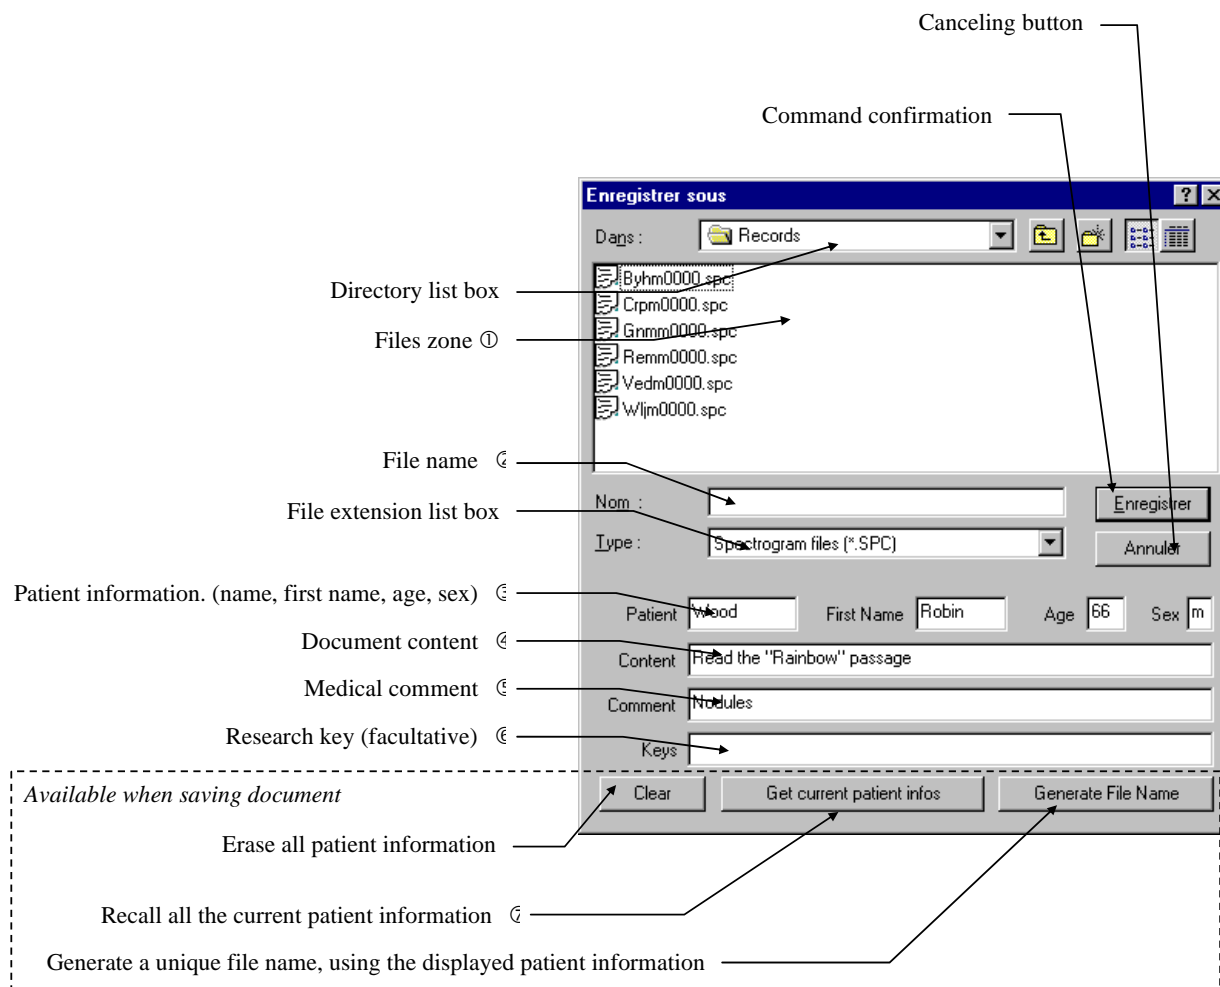 Canceling button
Command confirmation
Enregistrer sous
Dans :
Records
Byhm0000.spc
Directory list box
Crpm0000.spc
Files zone ①
Gnmm0000.spc
Remm0000.spc
Vedm0000.spc
Wljm0000.spc
File name ②
Nom :
Enregistrer
File extension list box
Type :
Spectrogram files (*.SPC)
Annuler
Patient information. (name, first name, age, sex) ③
Patient Wood First Name Robin Age 66 Sex m
Document content ④
Content Read the "Rainbow" passage
Medical comment ⑤
Comment Nodules
Research key (facultative) ⑥
Keys
Available when saving document
Clear Get current patient infos Generate File Name
Erase all patient information
Recall all the current patient information ⑦
Generate a unique file name, using the displayed patient information